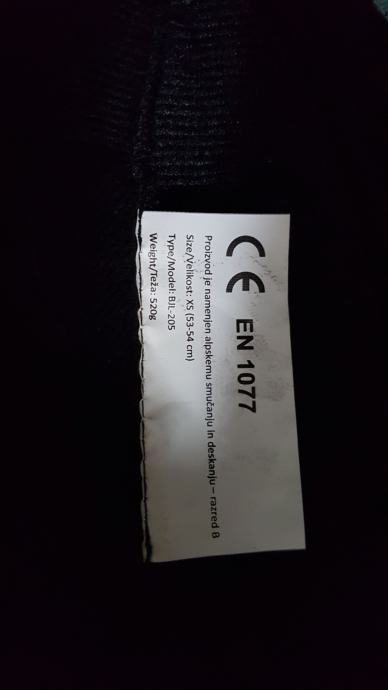 CE EN 1077
Proizvod je namenjen alpskemu smučanju in deskanju – razred B
Size/Velikost: XS (53-54 cm)
Type/Model: BJL-205
Weight/Teža: 520g